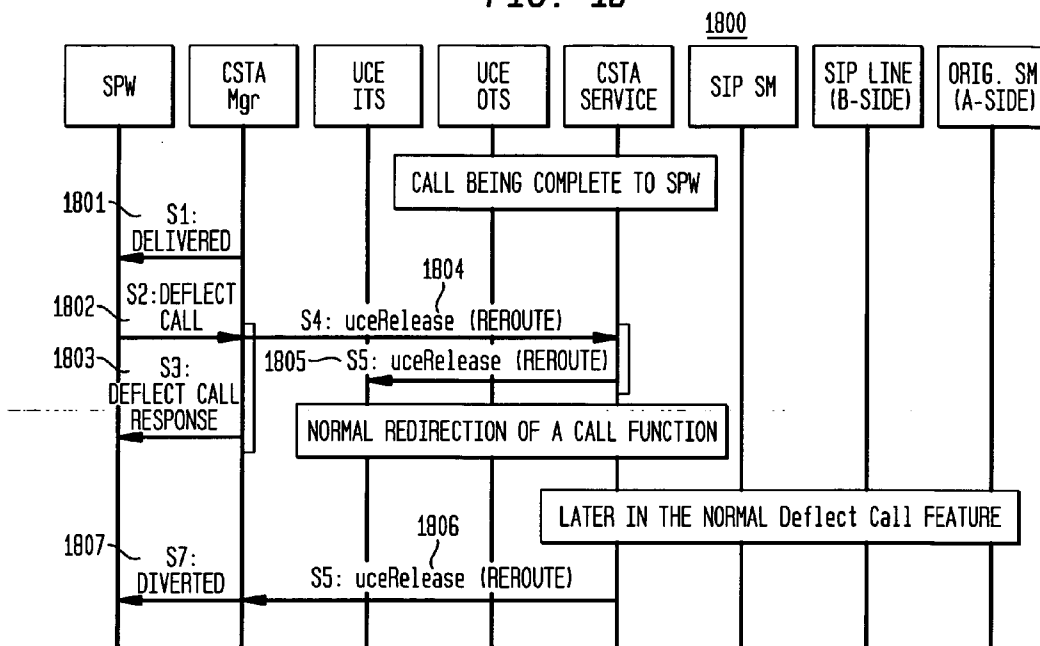 1800
SPW
CSTA
Mgr
UCE
ITS
UCE
OTS
CSTA
SERVICE
SIP SM
SIP LINE
(B-SIDE)
ORIG. SM
(A-SIDE)
CALL BEING COMPLETE TO SPW
1801
S1:
DELIVERED
1802
S2:DEFLECT
CALL
1804
S4: uceRelease (REROUTE)
1803
S3:
DEFLECT CALL
RESPONSE
1805
S5: uceRelease (REROUTE)
NORMAL REDIRECTION OF A CALL FUNCTION
LATER IN THE NORMAL Deflect Call FEATURE
1807
S7:
DIVERTED
1806
S5: uceRelease (REROUTE)